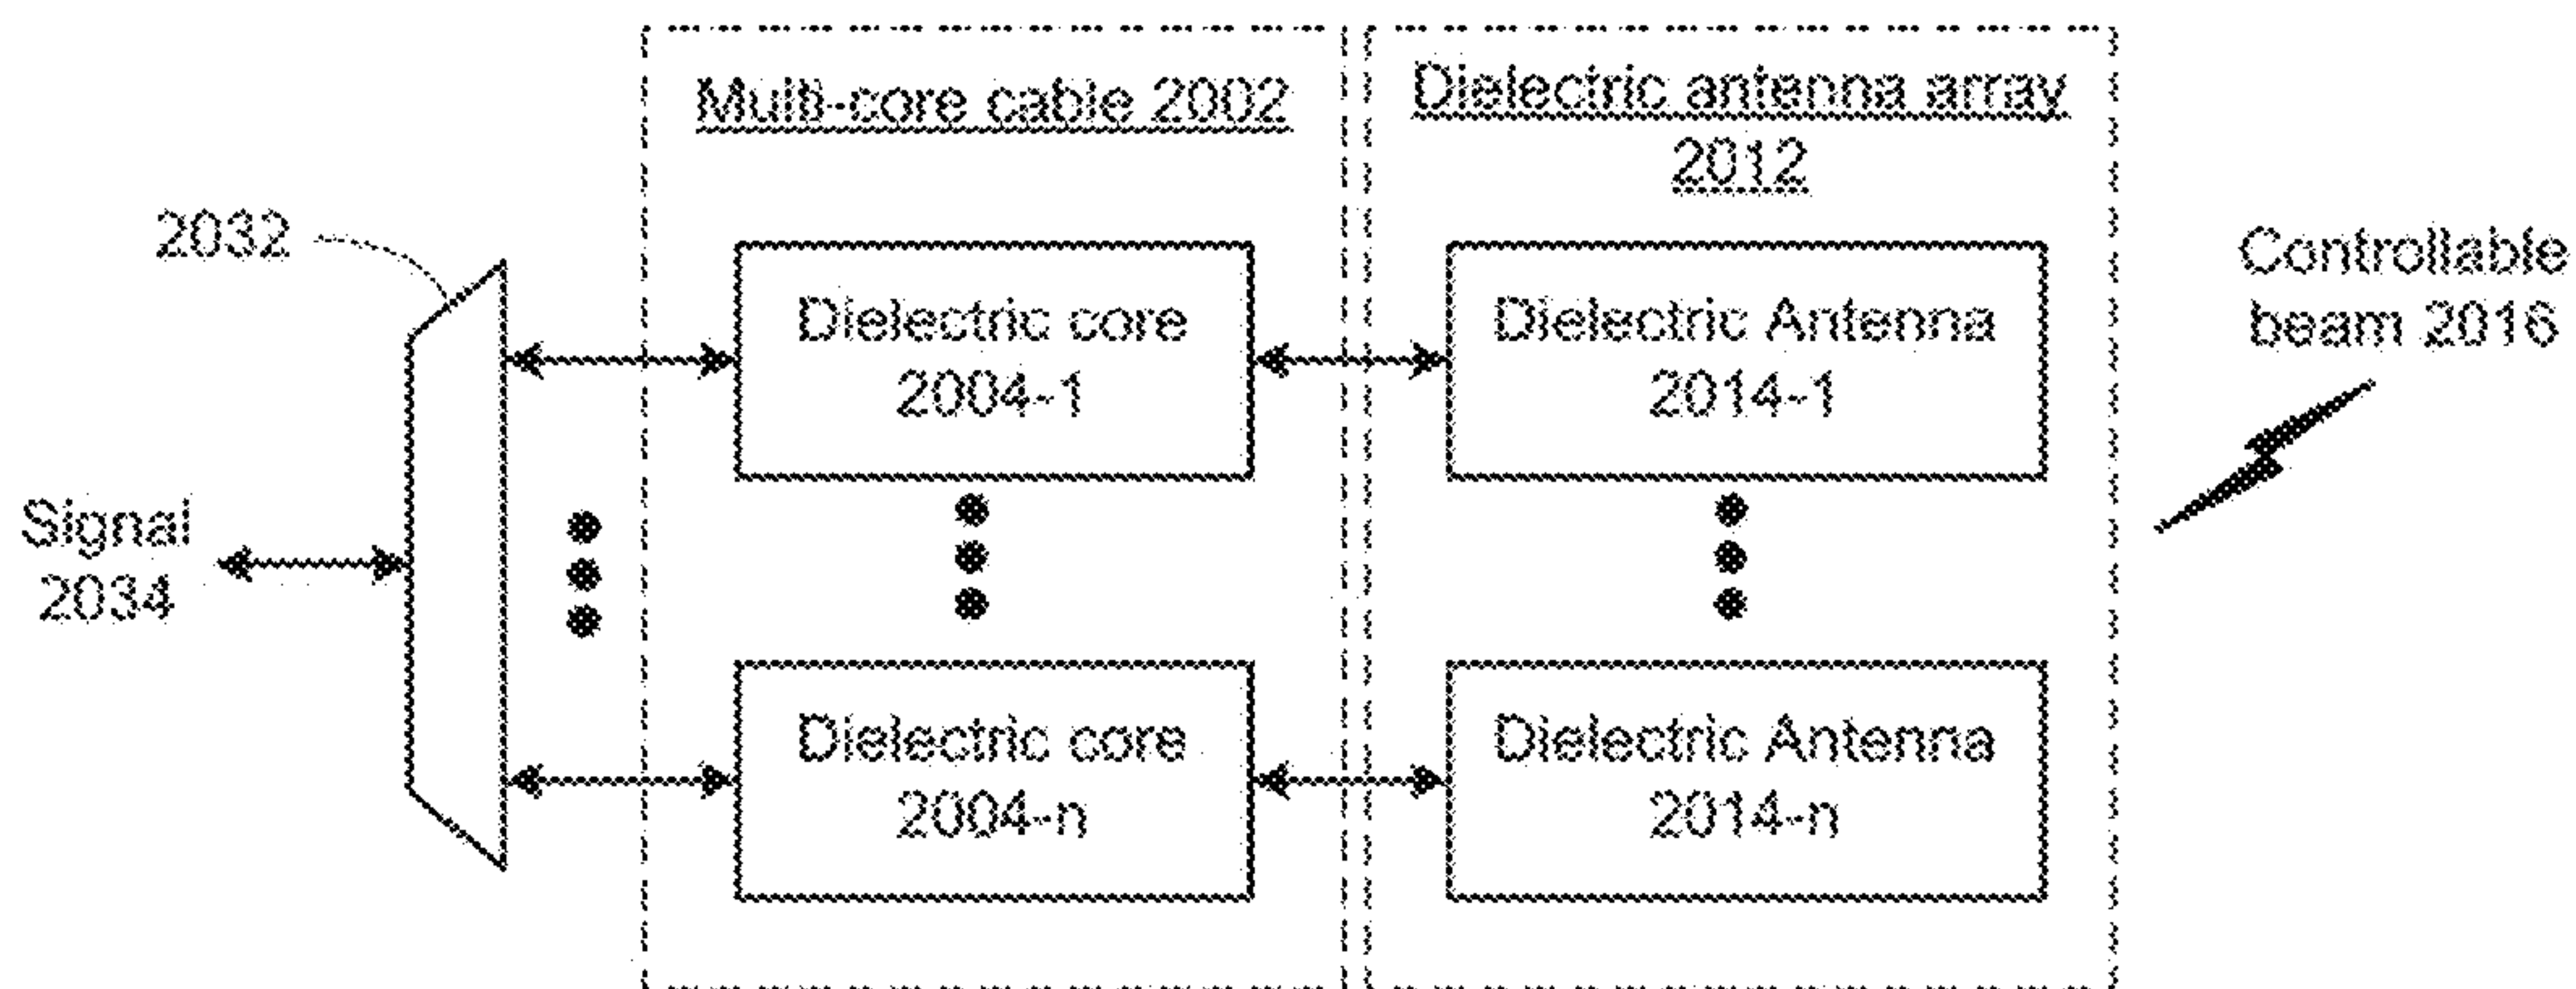 Multi-core cable 2002
Dielectric antenna array
2012
2032
Controllable
beam 2016
Dielectric core
2004-1
Dielectric Antenna
2014-1
Signal
2034
Dielectric core
2004-n
Dielectric Antenna
2014-n